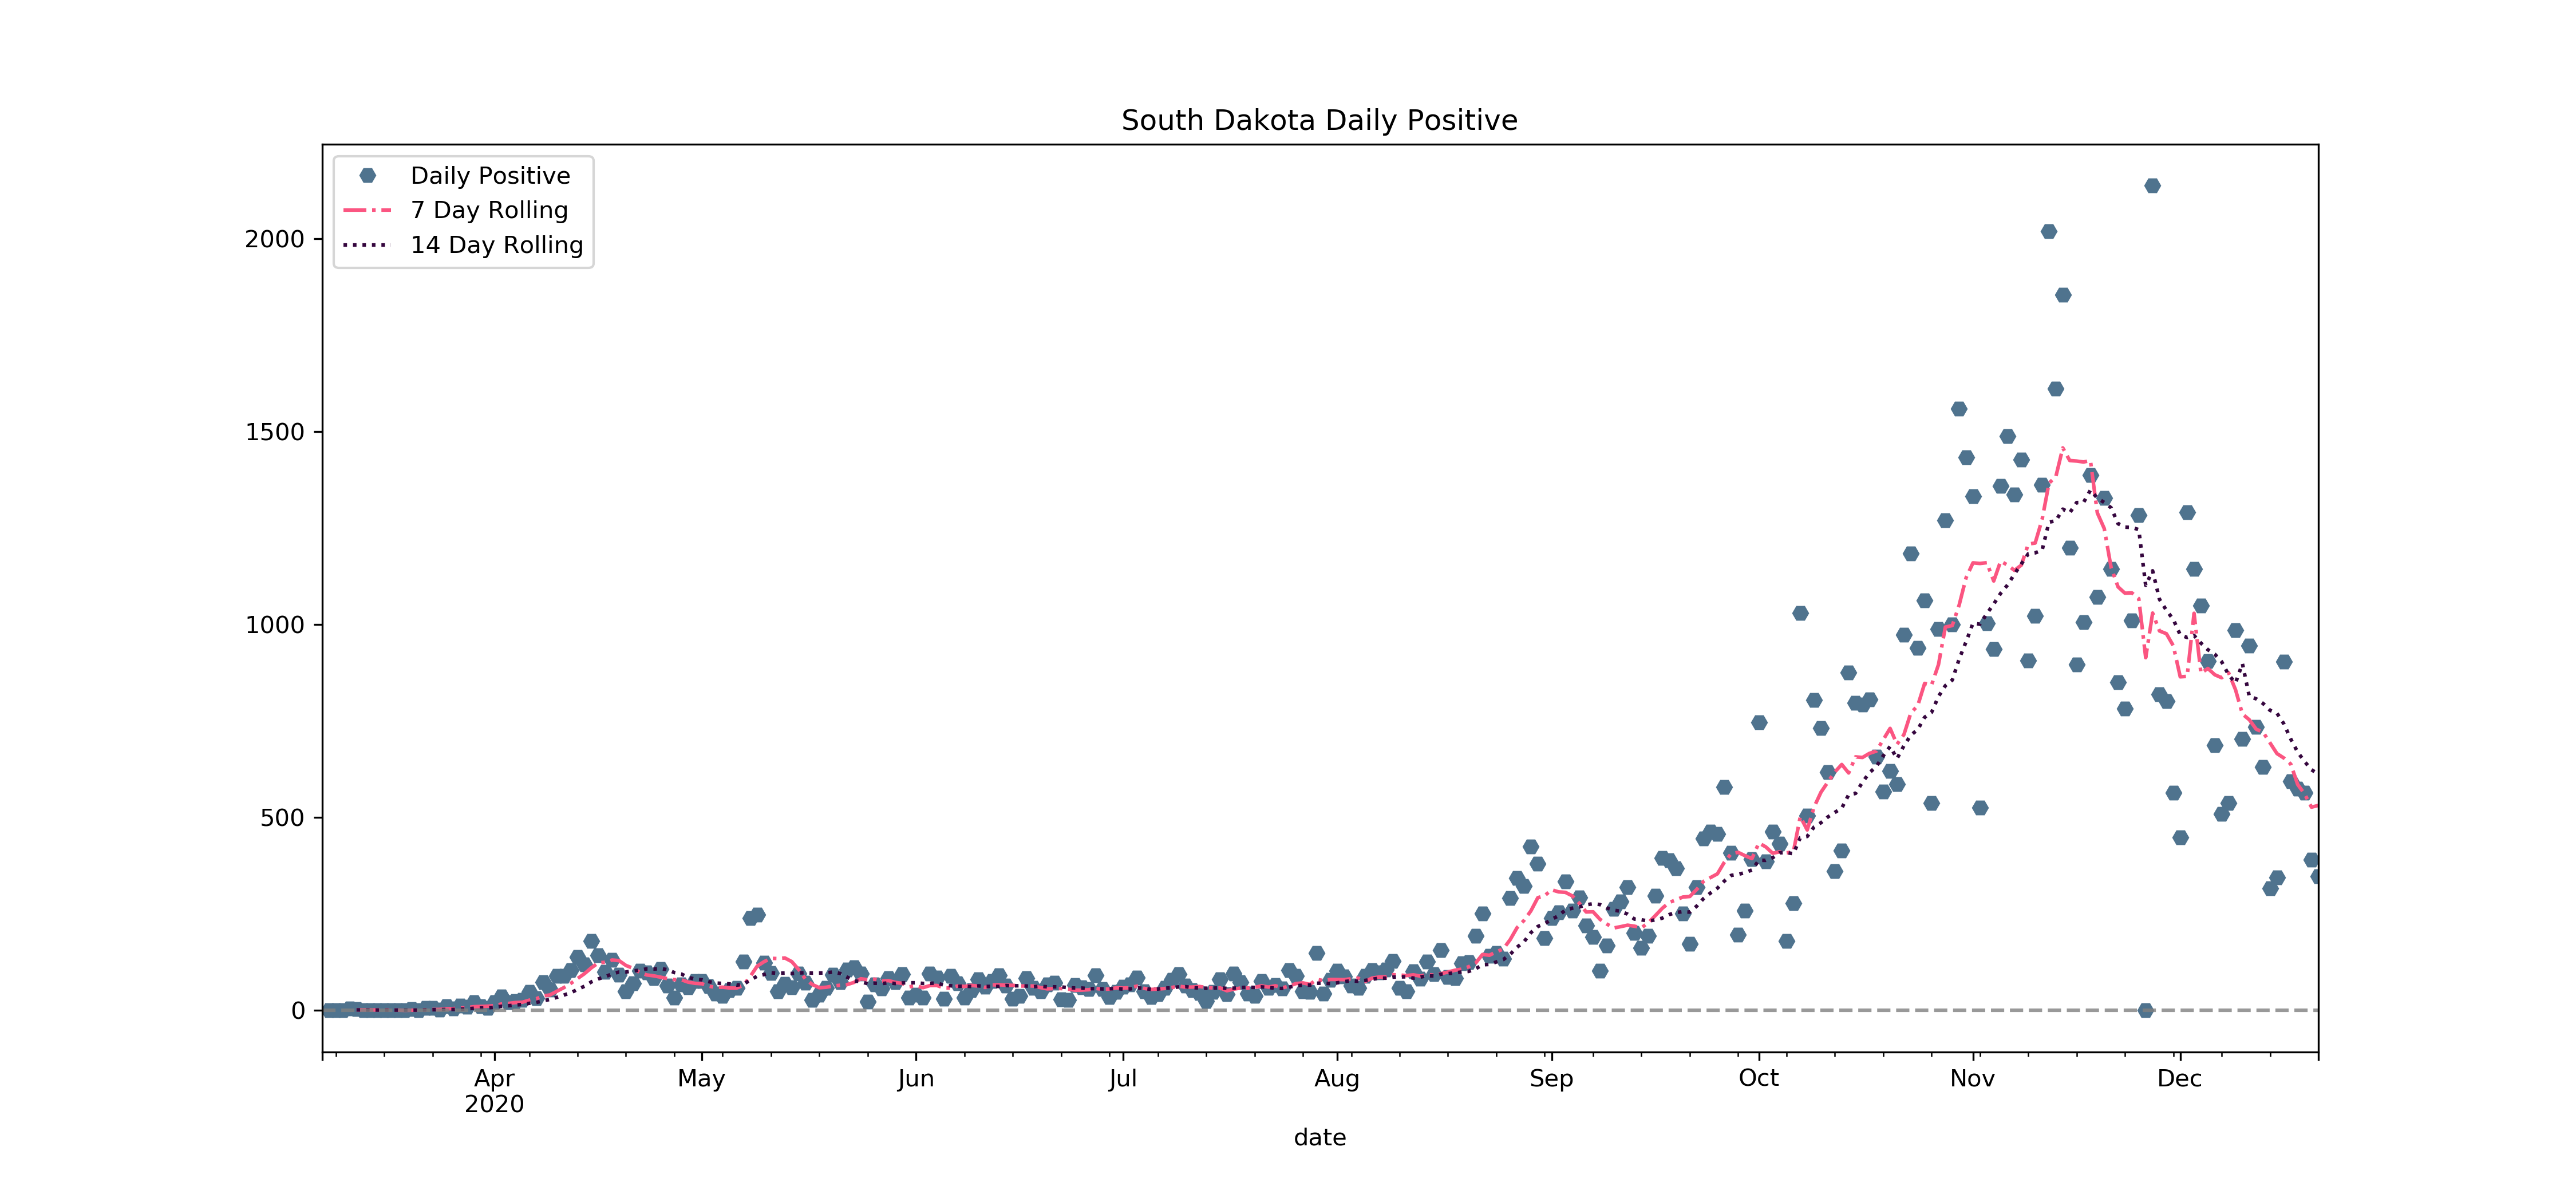 South Dakota Daily Positive
Daily Positive
7 Day Rolling
14 Day Rolling
2000
1500
1000
500
0
Apr May Jun Jul Aug Sep Oct Nov Dec
2020
date